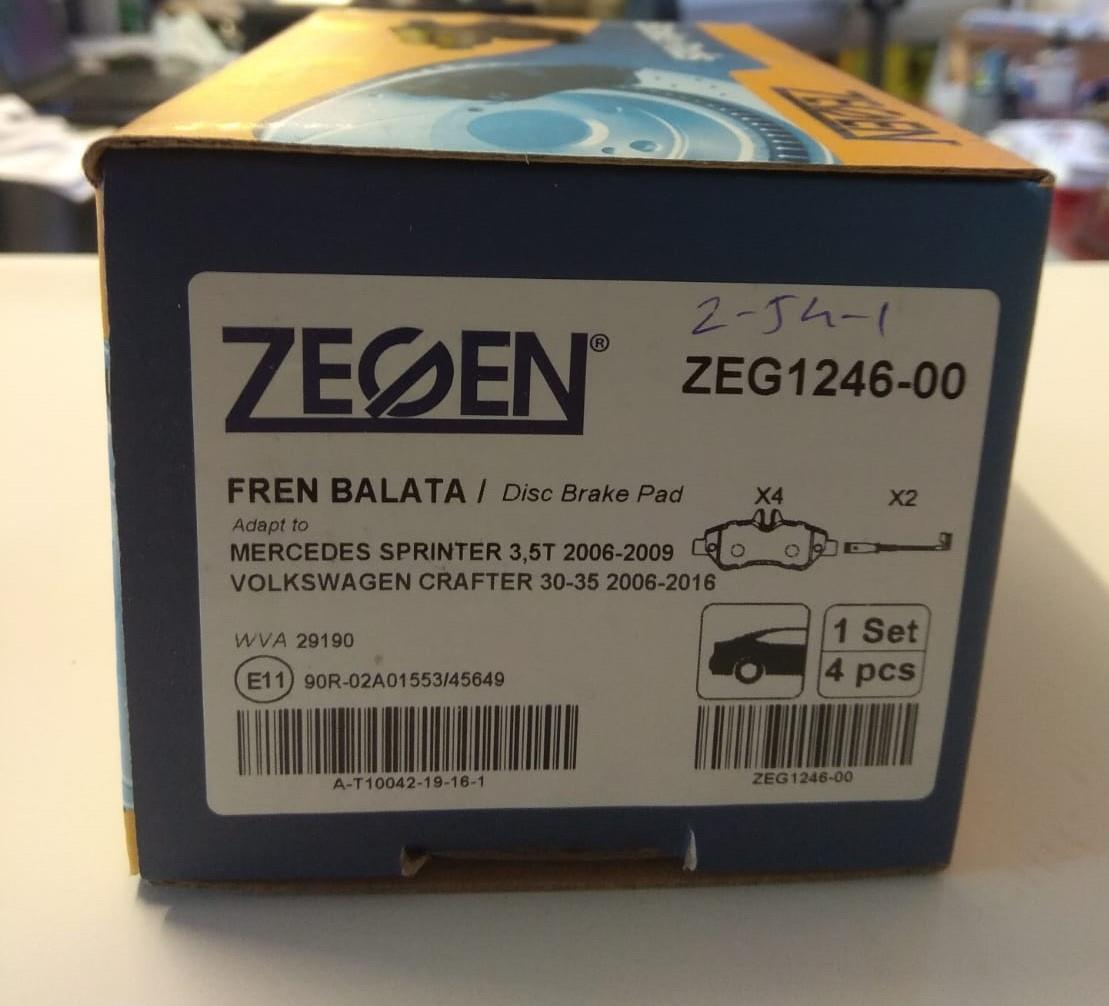 ZEGEN
2-54-1
ZEGEN®
ZEG1246-00
FREN BALATA / Disc Brake Pad
X4
X2
Adapt to
MERCEDES SPRINTER 3,5T 2006-2009
VOLKSWAGEN CRAFTER 30-35 2006-2016
WVA 29190
1 Set
4 pcs
E11 90R-02A01553/45649
A-T10042-19-16-1
ZEG1246-00